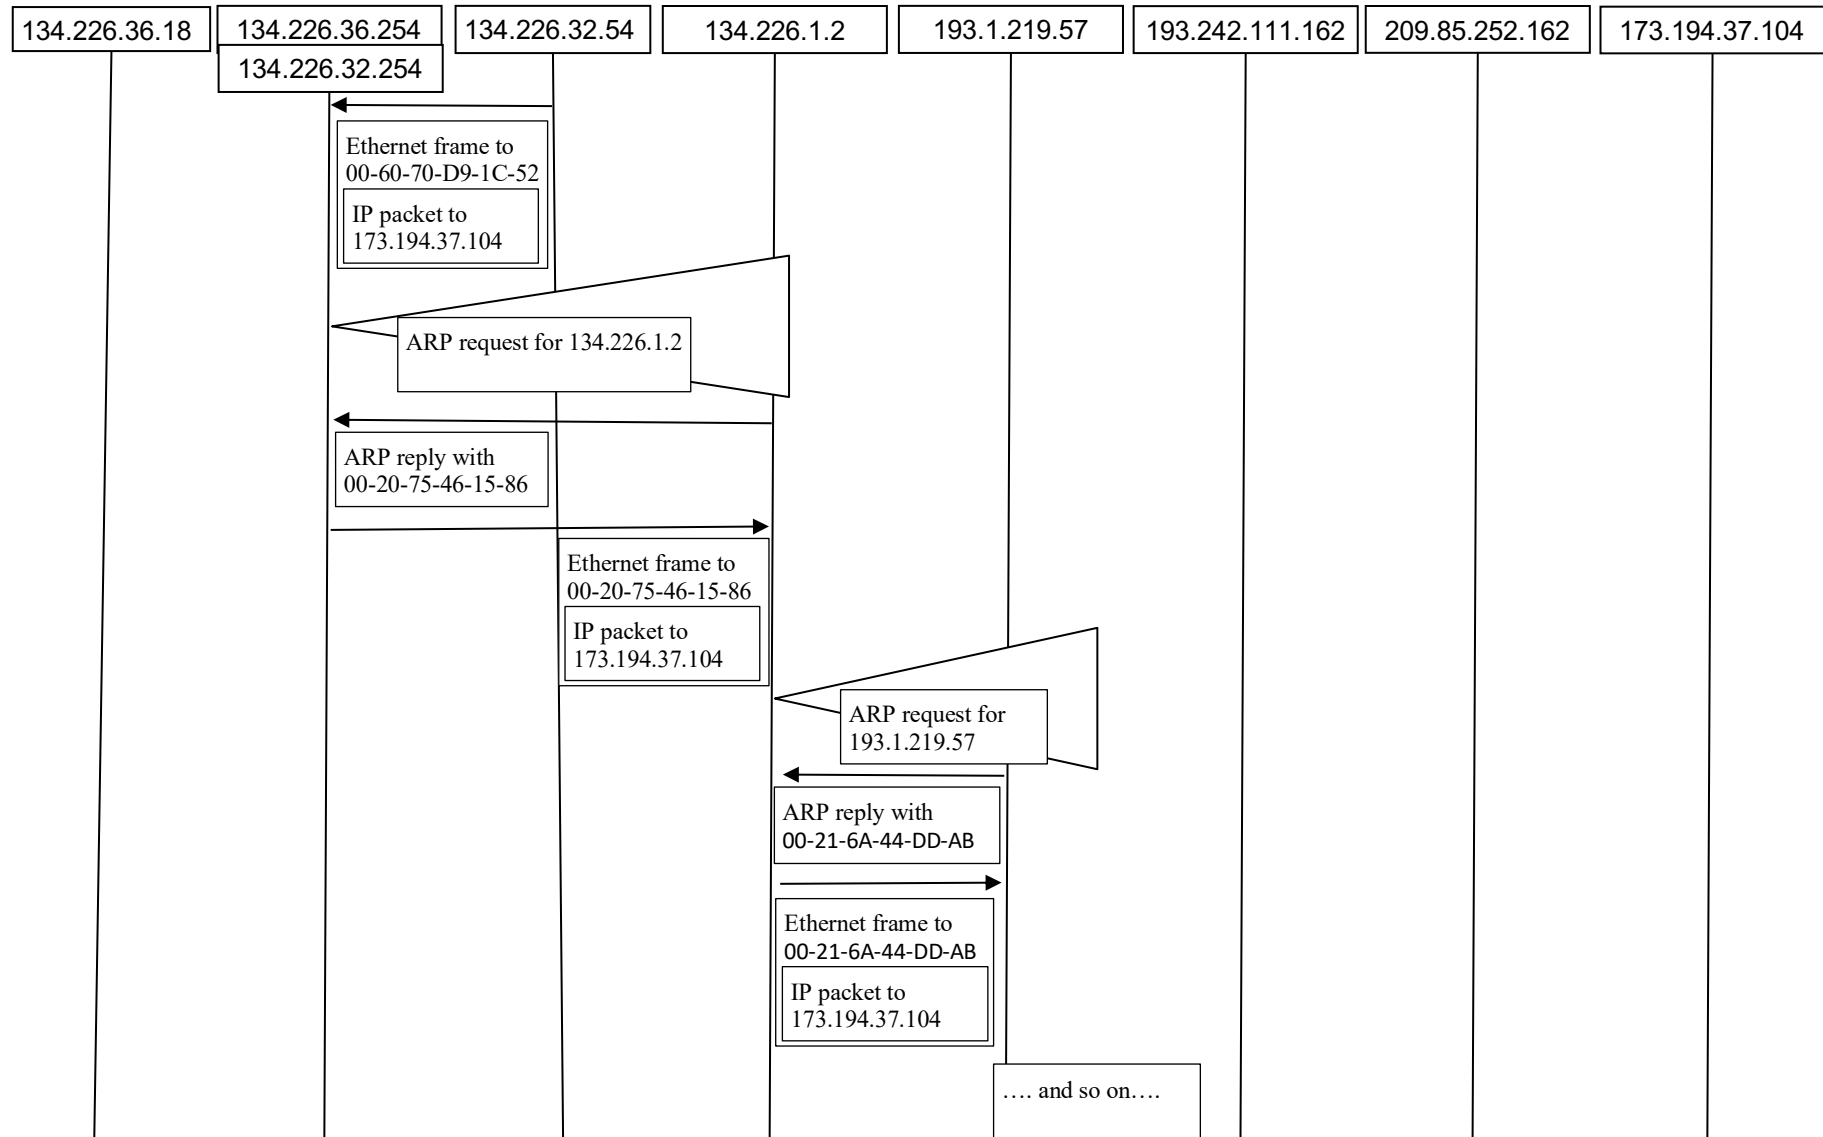 134.226.36.18
134.226.36.254
134.226.32.254
134.226.32.54
134.226.1.2
193.1.219.57
193.242.111.162
209.85.252.162
173.194.37.104
Ethernet frame to
00-60-70-D9-1C-52
IP packet to
173.194.37.104
ARP request for 134.226.1.2
ARP reply with
00-20-75-46-15-86
Ethernet frame to
00-20-75-46-15-86
IP packet to
173.194.37.104
ARP request for
193.1.219.57
ARP reply with
00-21-6A-44-DD-AB
Ethernet frame to
00-21-6A-44-DD-AB
IP packet to
173.194.37.104
…. and so on….